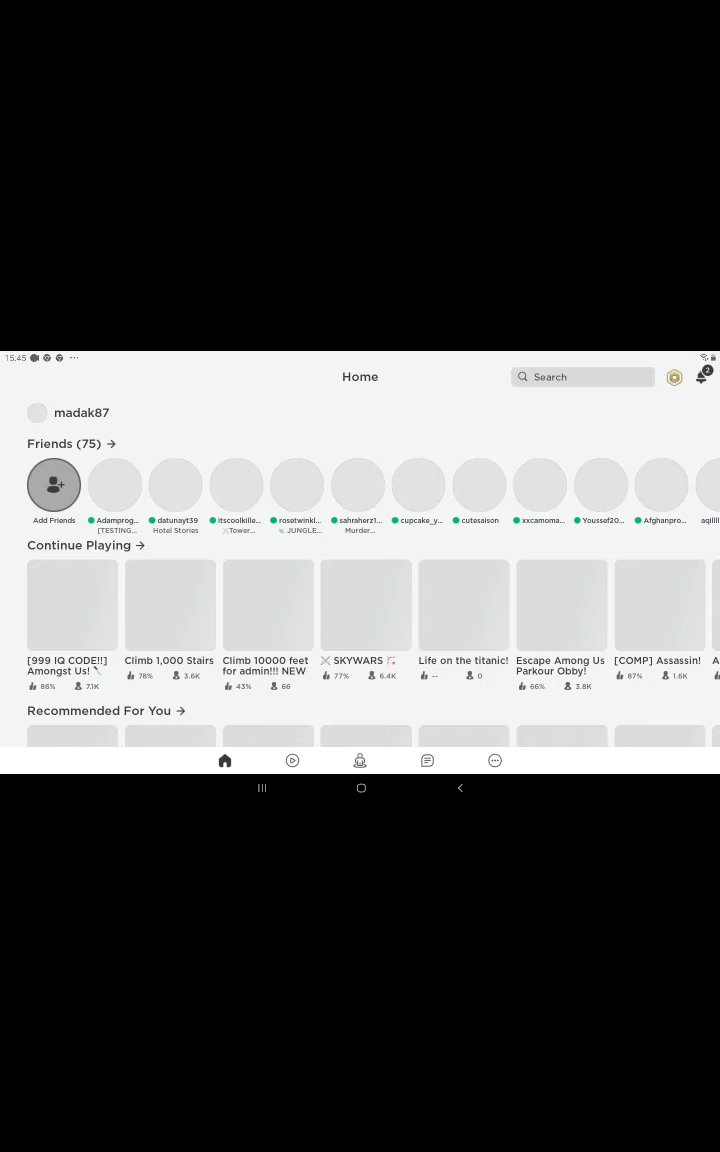 15:45
Home
Search
2
madak87
Friends (75) →
Add Friends
Adamprog...
[TESTING...
datunayt39
Hotel Stories
itscoolkille...
⚔Tower...
rosetwinkl...
JUNGLE...
sahraherz1...
Murder...
cupcake_y...
cutesaison
xxcamoma...
Youssef20...
Afghanpro...
aqillll
Continue Playing →
[999 IQ CODE!!]
Amongst Us! 🔪
86% 7.1K
Climb 1,000 Stairs
78% 3.6K
Climb 10000 feet
for admin!!! NEW
43% 66
⚔ SKYWARS 🏹
77% 6.4K
Life on the titanic!
-- 0
Escape Among Us
Parkour Obby!
66% 3.8K
[COMP] Assassin!
87% 1.6K
Recommended For You →